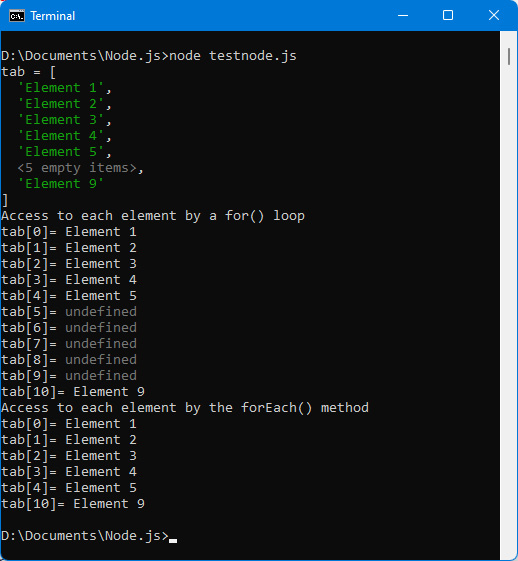 Terminal
D:\Documents\Node.js>node testnode.js
tab = [
  'Element 1',
  'Element 2',
  'Element 3',
  'Element 4',
  'Element 5',
  <5 empty items>,
  'Element 9'
]
Access to each element by a for() loop
tab[0]= Element 1
tab[1]= Element 2
tab[2]= Element 3
tab[3]= Element 4
tab[4]= Element 5
tab[5]= undefined
tab[6]= undefined
tab[7]= undefined
tab[8]= undefined
tab[9]= undefined
tab[10]= Element 9
Access to each element by the forEach() method
tab[0]= Element 1
tab[1]= Element 2
tab[2]= Element 3
tab[3]= Element 4
tab[4]= Element 5
tab[10]= Element 9
D:\Documents\Node.js>